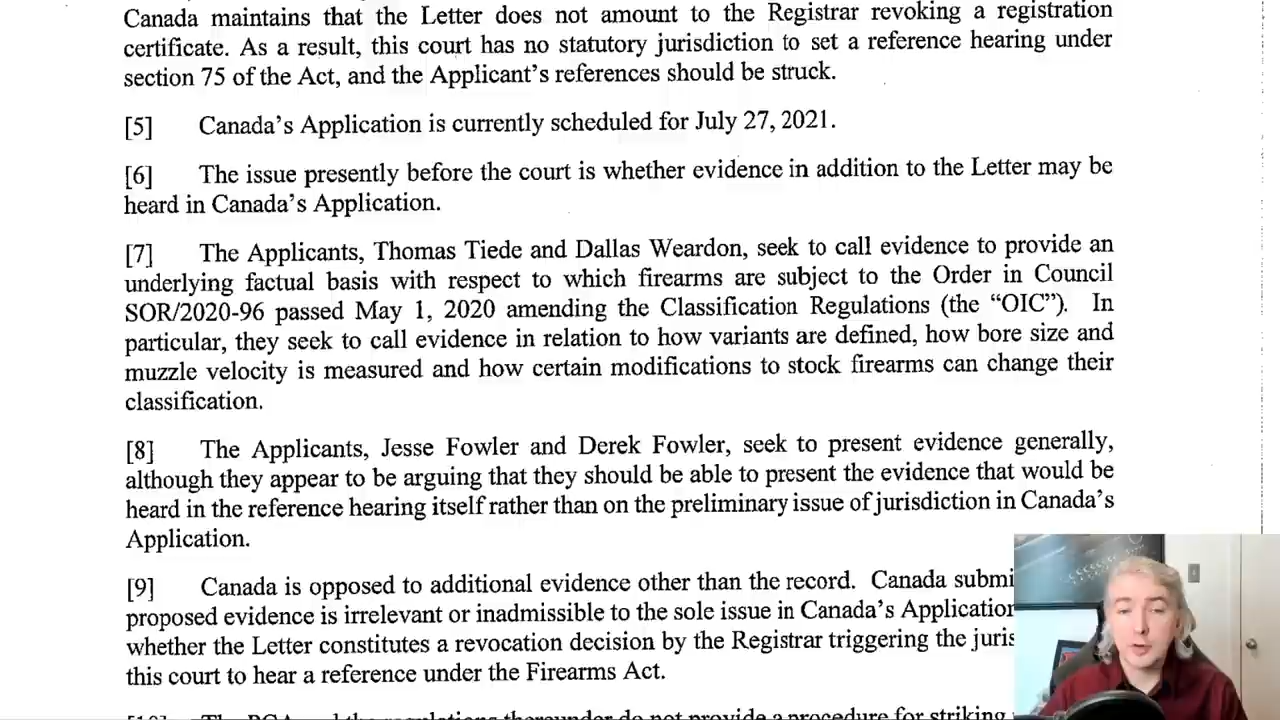 Canada maintains that the Letter does not amount to the Registrar revoking a registration
certificate. As a result, this court has no statutory jurisdiction to set a reference hearing under
section 75 of the Act, and the Applicant's references should be struck.
[5] Canada's Application is currently scheduled for July 27, 2021.
[6] The issue presently before the court is whether evidence in addition to the Letter may be
heard in Canada's Application.
[7] The Applicants, Thomas Tiede and Dallas Weardon, seek to call evidence to provide an
underlying factual basis with respect to which firearms are subject to the Order in Council
SOR/2020-96 passed May 1, 2020 amending the Classification Regulations (the “OIC”). In
particular, they seek to call evidence in relation to how variants are defined, how bore size and
muzzle velocity is measured and how certain modifications to stock firearms can change their
classification.
[8] The Applicants, Jesse Fowler and Derek Fowler, seek to present evidence generally,
although they appear to be arguing that they should be able to present the evidence that would be
heard in the reference hearing itself rather than on the preliminary issue of jurisdiction in Canada's
Application.
[9] Canada is opposed to additional evidence other than the record. Canada submi
proposed evidence is irrelevant or inadmissible to the sole issue in Canada's Application
whether the Letter constitutes a revocation decision by the Registrar triggering the juris
this court to hear a reference under the Firearms Act.
do not provide a procedure for striking